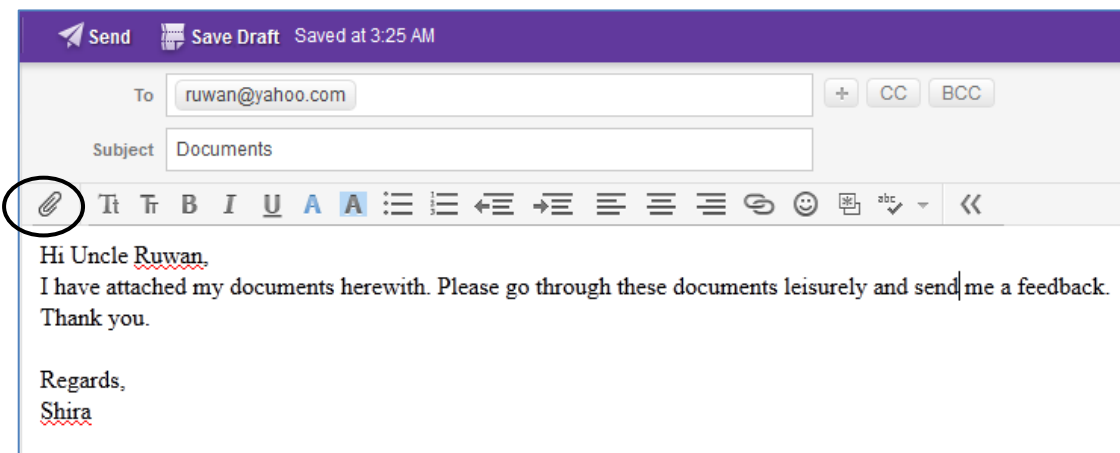 Send Save Draft Saved at 3:25 AM
To ruwan@yahoo.com + CC BCC
Subject Documents
Tt Tr B I U A A
Hi Uncle Ruwan,
I have attached my documents herewith. Please go through these documents leisurely and send me a feedback.
Thank you.
Regards,
Shira